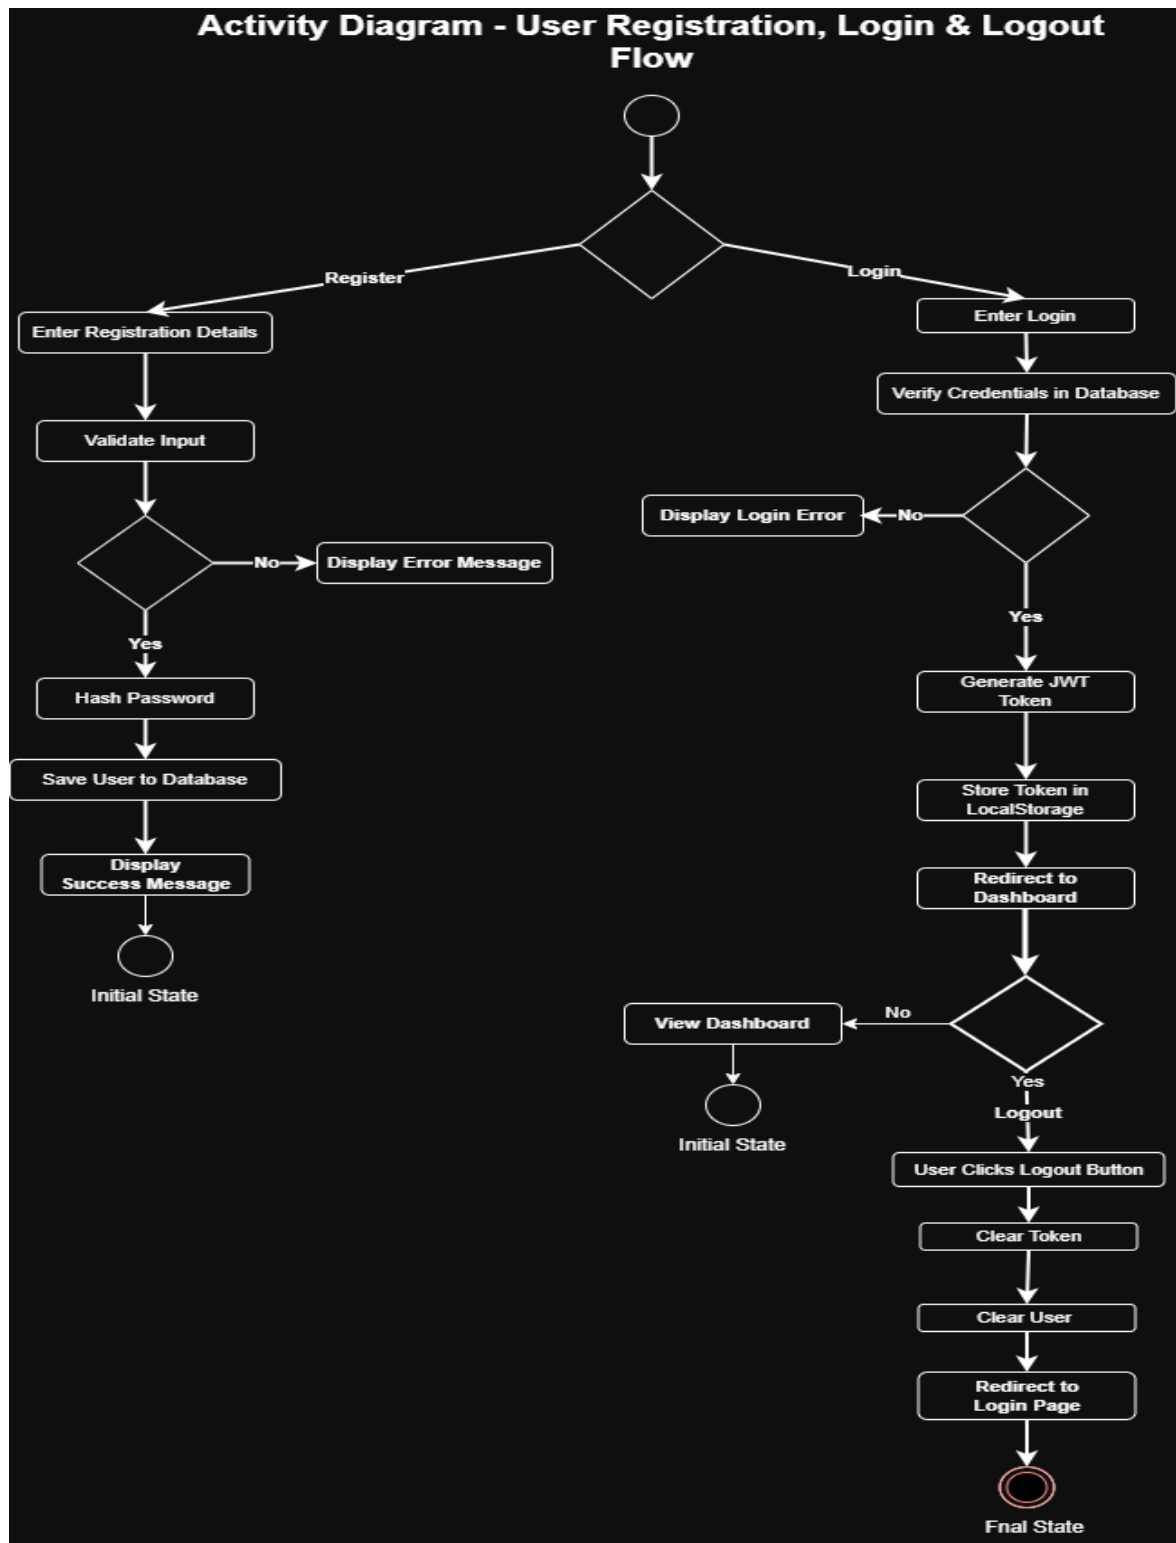 Activity Diagram - User Registration, Login & Logout
Flow
Register
Login
Enter Registration Details
Enter Login
Verify Credentials in Database
Validate Input
Display Login Error
No
No
Display Error Message
Yes
Yes
Hash Password
Generate JWT
Token
Save User to Database
Store Token in
LocalStorage
Display
Success Message
Redirect to
Dashboard
Initial State
No
View Dashboard
Yes
Logout
Initial State
User Clicks Logout Button
Clear Token
Clear User
Redirect to
Login Page
Fnal State